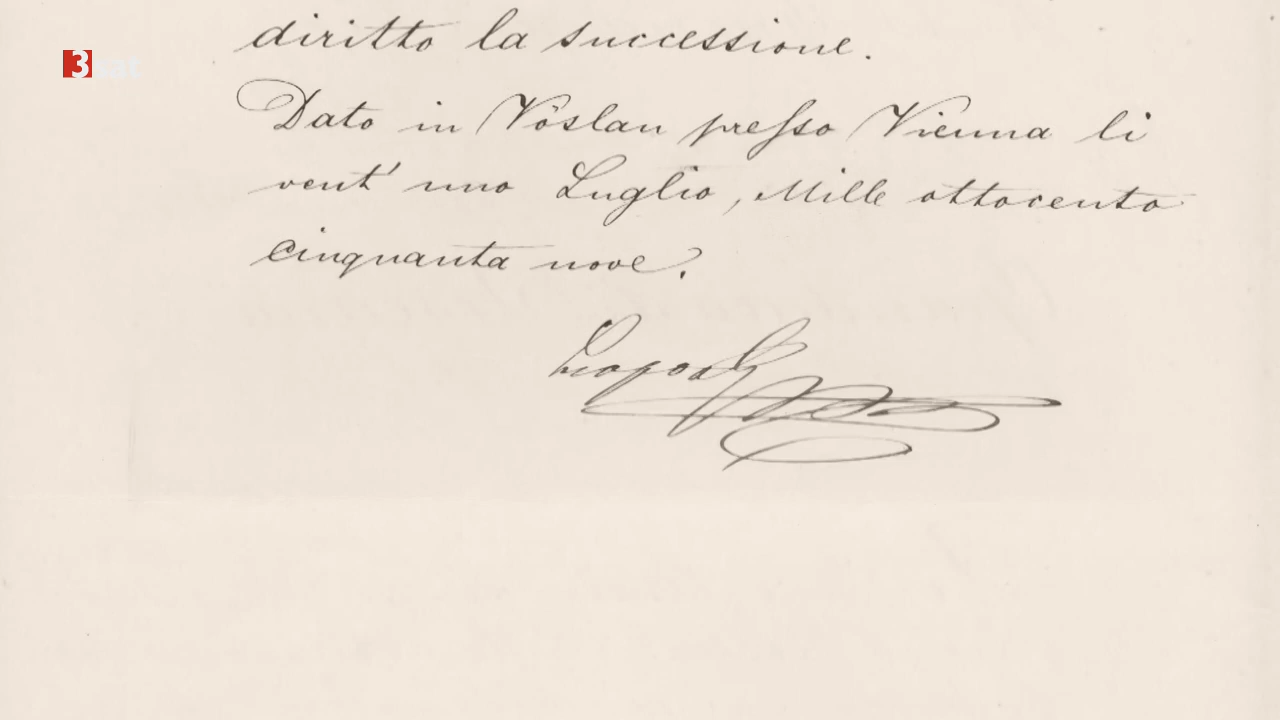 3sat
diritto la successione.
Dato in Vöslau presso Vienna li
vent' uno Luglio, Mille ottocento
cinquanta nove.
Leopoldo